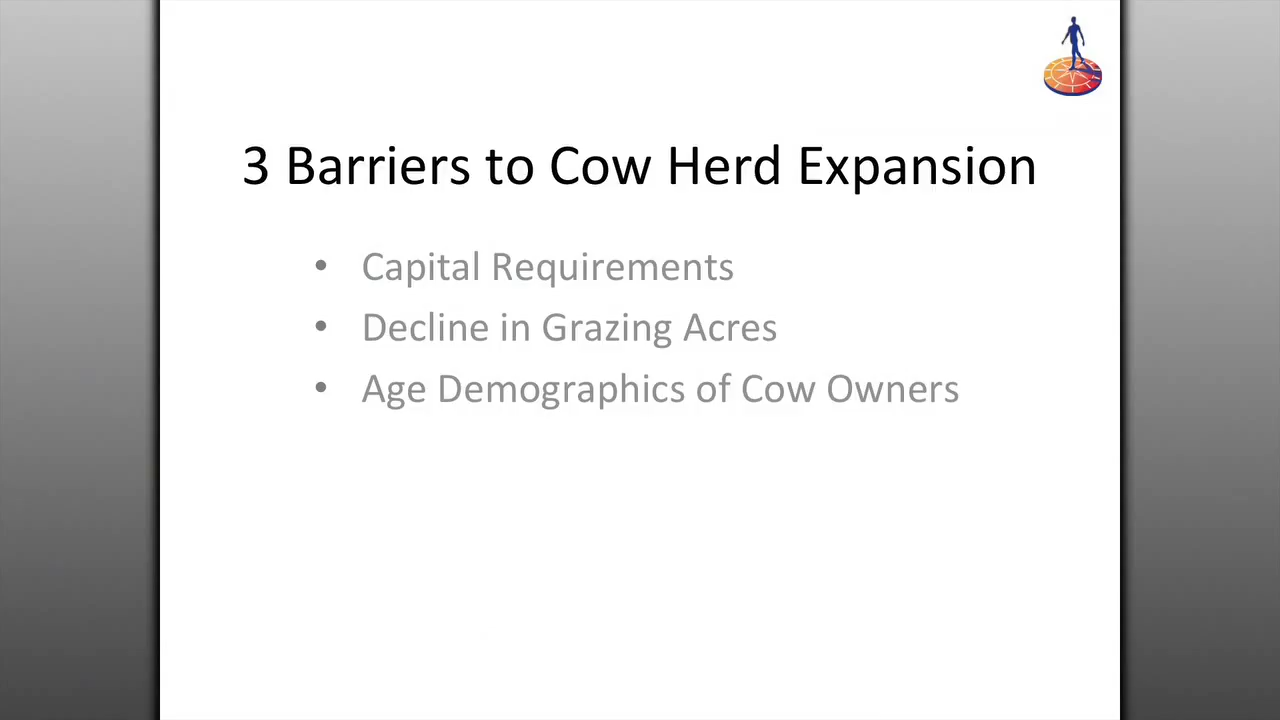 3 Barriers to Cow Herd Expansion
• Capital Requirements
• Decline in Grazing Acres
• Age Demographics of Cow Owners